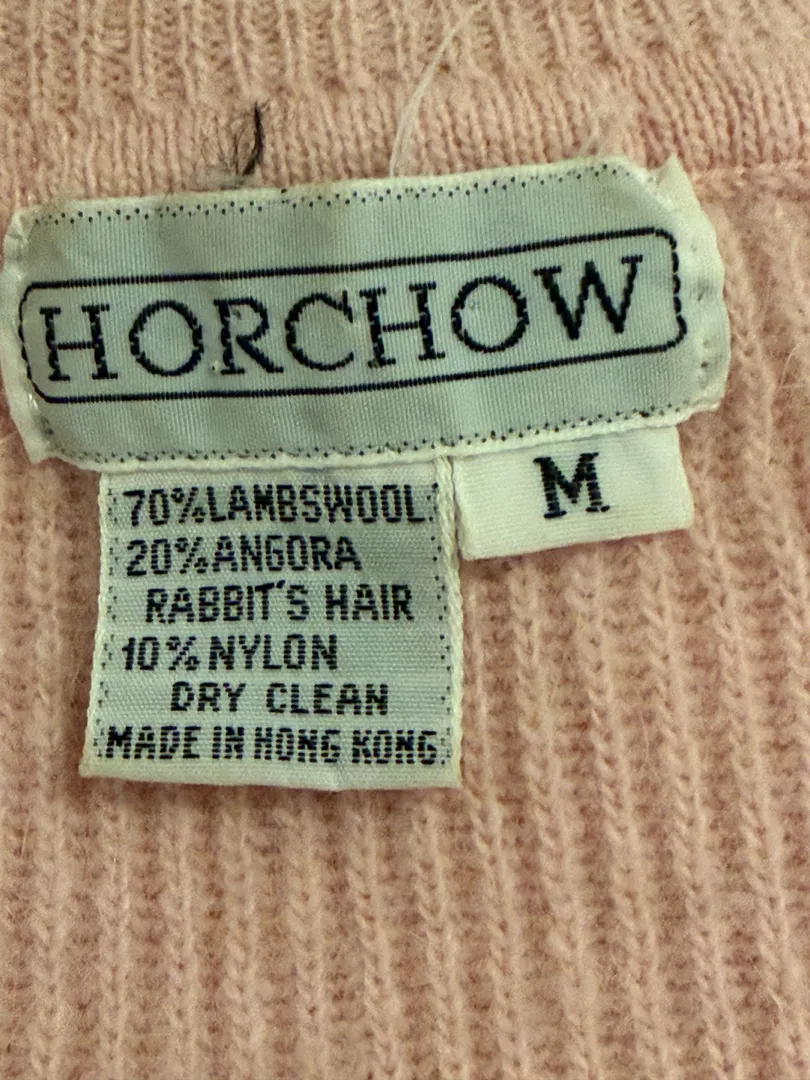 HORCHOW
M
70%LAMBSWOOL
20%ANGORA
RABBIT'S HAIR
10%NYLON
DRY CLEAN
MADE IN HONG KONG